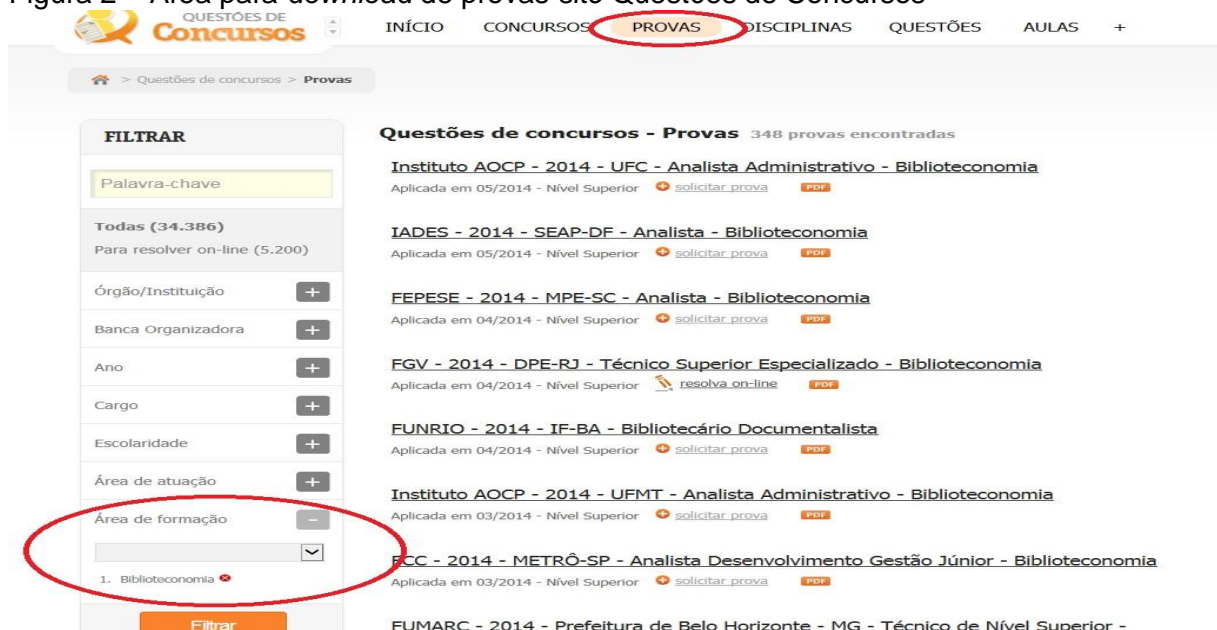 Figura 2 – Área para download de provas site Questões de Concursos
QUESTÕES DE
Concursos
INÍCIO CONCURSOS PROVAS DISCIPLINAS QUESTÕES AULAS +
> Questões de concursos > Provas
FILTRAR
Palavra-chave
Todas (34.386)
Para resolver on-line (5.200)
Órgão/Instituição +
Banca Organizadora +
Ano +
Cargo +
Escolaridade +
Área de atuação +
Área de formação -
1. Biblioteconomia
Filtrar
Questões de concursos - Provas 348 provas encontradas
Instituto AOCP - 2014 - UFC - Analista Administrativo - Biblioteconomia
Aplicada em 05/2014 - Nível Superior solicitar prova PDF
IADES - 2014 - SEAP-DF - Analista - Biblioteconomia
Aplicada em 05/2014 - Nível Superior solicitar prova PDF
FEPESE - 2014 - MPE-SC - Analista - Biblioteconomia
Aplicada em 04/2014 - Nível Superior solicitar prova PDF
FGV - 2014 - DPE-RJ - Técnico Superior Especializado - Biblioteconomia
Aplicada em 04/2014 - Nível Superior resolva on-line PDF
FUNRIO - 2014 - IF-BA - Bibliotecário Documentalista
Aplicada em 04/2014 - Nível Superior solicitar prova PDF
Instituto AOCP - 2014 - UFMT - Analista Administrativo - Biblioteconomia
Aplicada em 03/2014 - Nível Superior solicitar prova PDF
FCC - 2014 - METRÔ-SP - Analista Desenvolvimento Gestão Júnior - Biblioteconomia
Aplicada em 03/2014 - Nível Superior solicitar prova PDF
FUMARC - 2014 - Prefeitura de Belo Horizonte - MG - Técnico de Nível Superior -